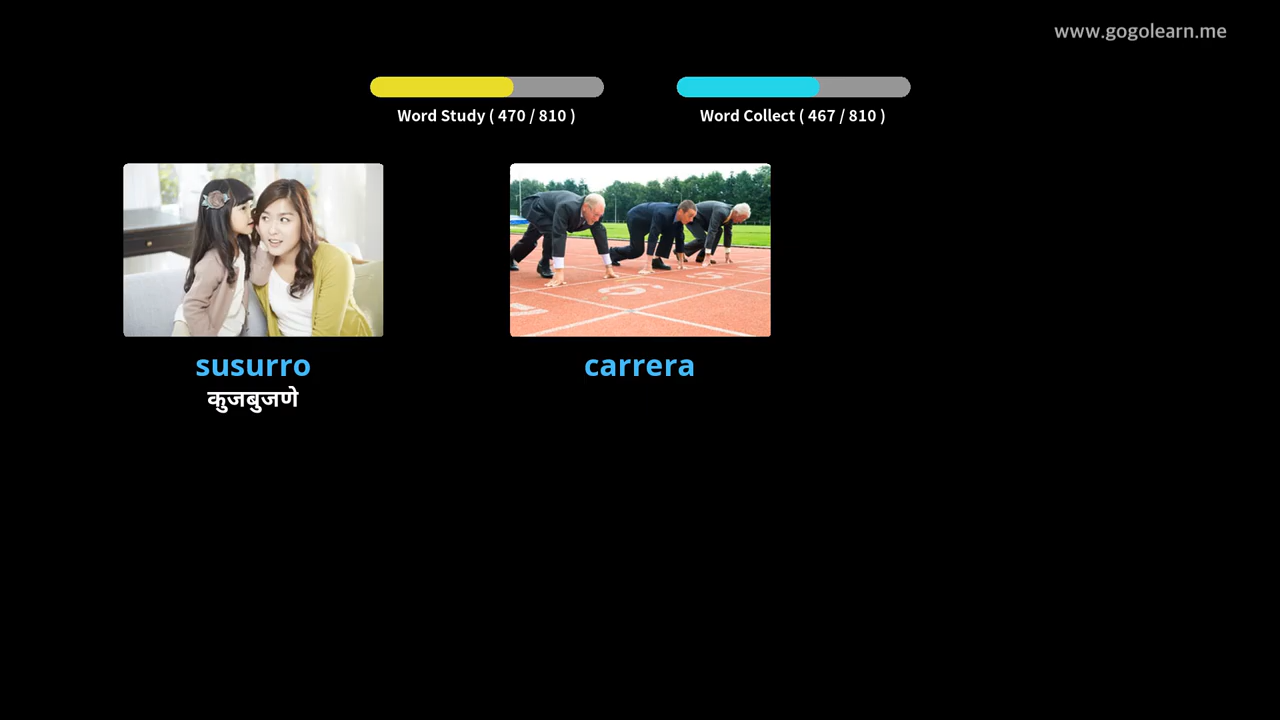 www.gogolearn.me
Word Study ( 470 / 810 )
Word Collect ( 467 / 810 )
susurro
कुजबुजणे
carrera